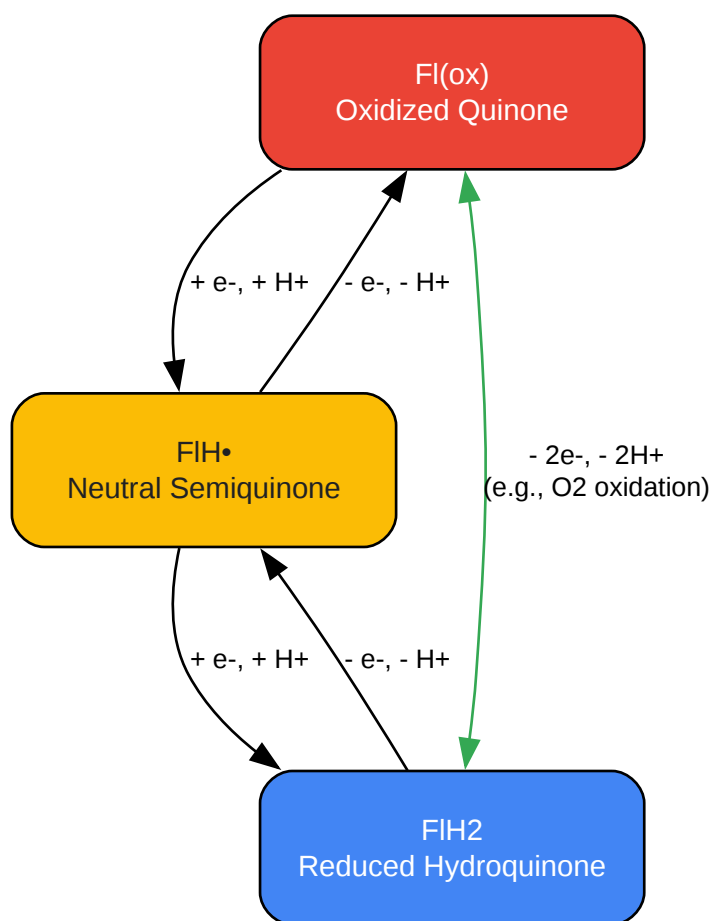 Fl(ox)
Oxidized Quinone
+ e-, + H+
- e-, - H+
FlH•
Neutral Semiquinone
- 2e-, - 2H+
(e.g., O2 oxidation)
+ e-, + H+
- e-, - H+
FlH2
Reduced Hydroquinone